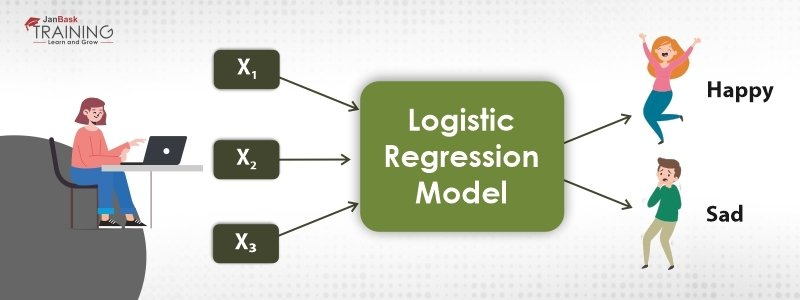 JanBask
TRAINING
Learn and Grow
X₁
X₂
X₃
Logistic
Regression
Model
Happy
Sad